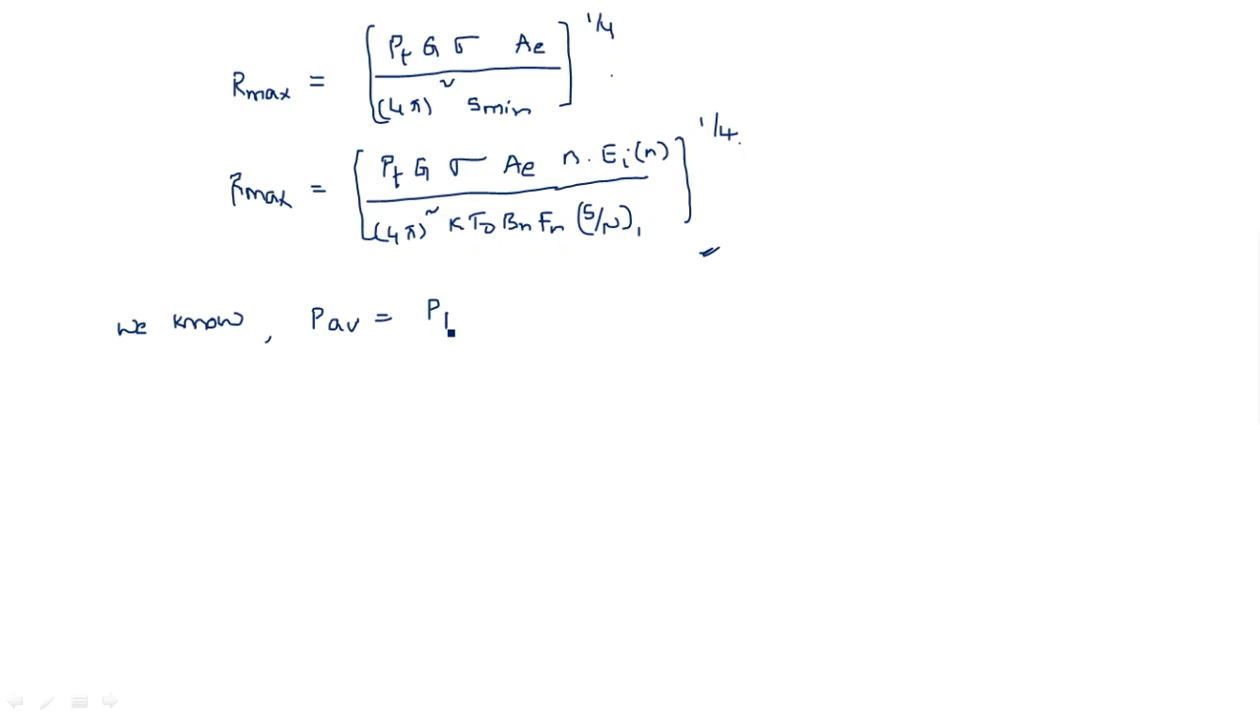 Rmax = [Pt G σ Ae / (4π)² Smin]^1/4
Rmax = [Pt G σ Ae n. Ei(n) / (4π)² K To Bn Fn (S/N)1]^1/4.
we know, Pav = P